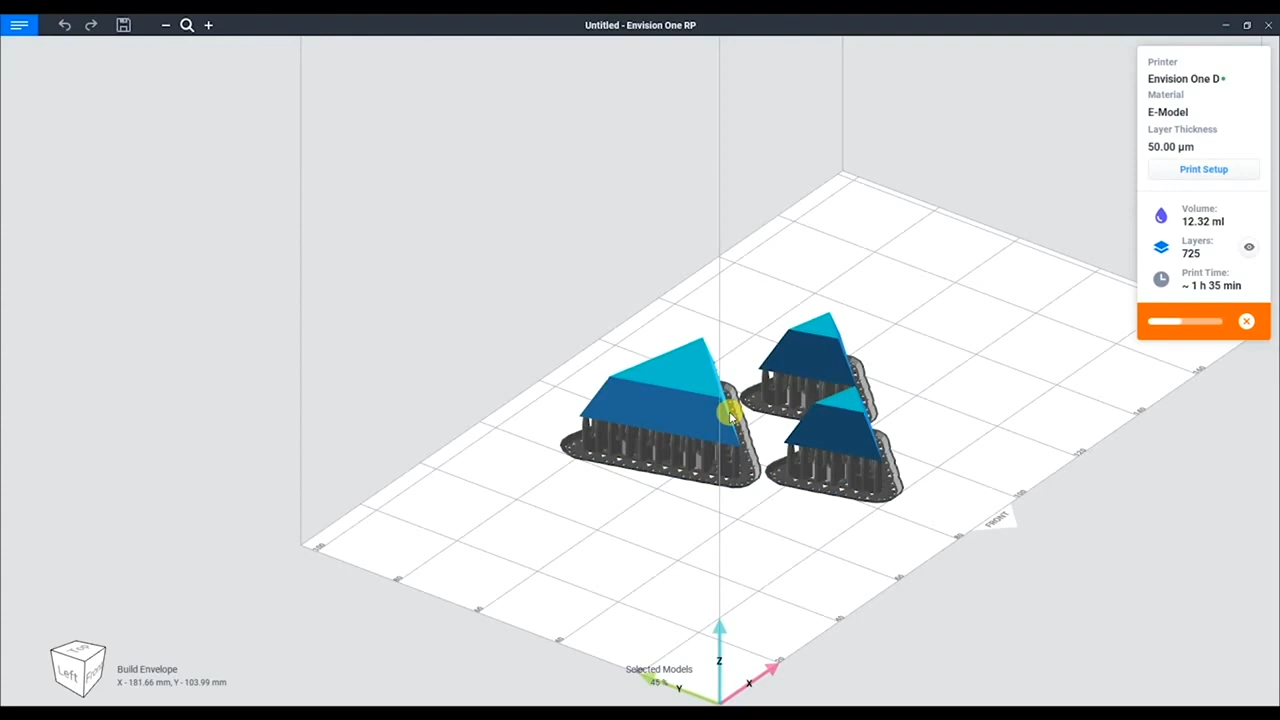 Untitled - Envision One RP
Printer
Envision One D
Material
E-Model
Layer Thickness
50.00 µm
Print Setup
Volume:
12.32 ml
Layers:
725
Print Time:
~ 1 h 35 min
FRONT
Top
Left
Build Envelope
X - 181.66 mm, Y - 103.99 mm
Selected Models
45 %
Z
Y
X